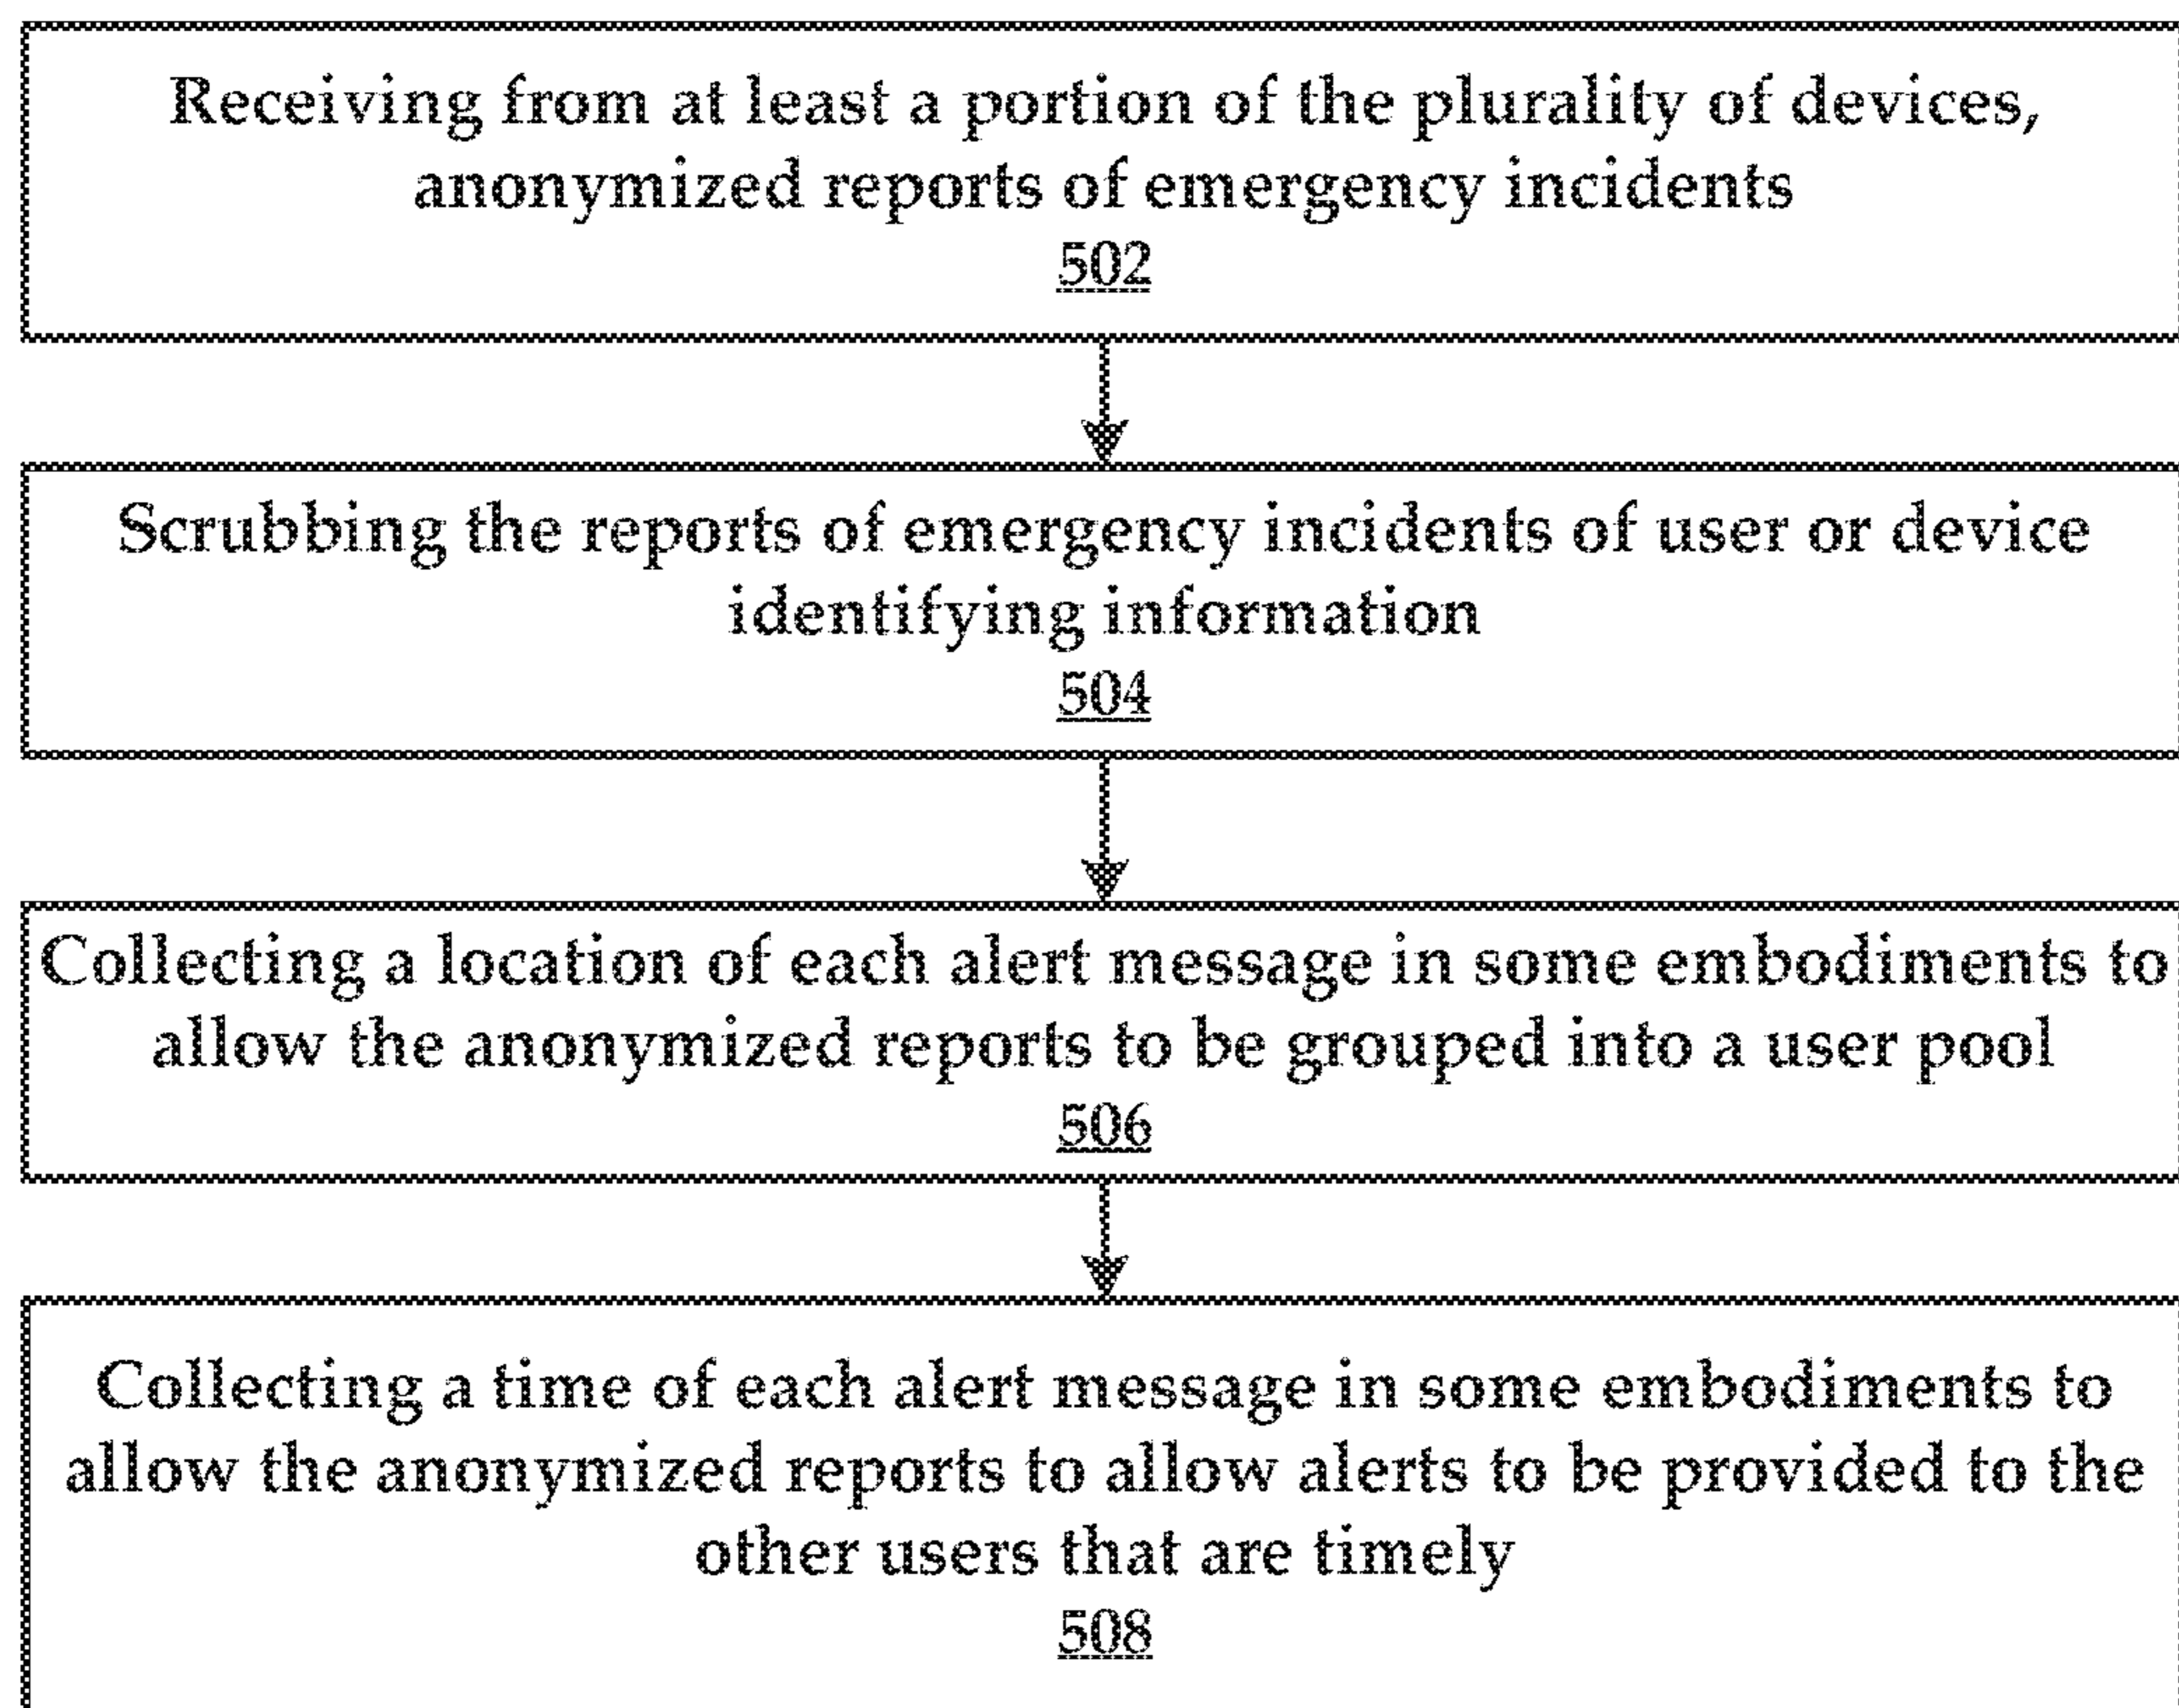 Receiving from at least a portion of the plurality of devices,
anonymized reports of emergency incidents
502
Scrubbing the reports of emergency incidents of user or device
identifying information
504
Collecting a location of each alert message in some embodiments to
allow the anonymized reports to be grouped into a user pool
506
Collecting a time of each alert message in some embodiments to
allow the anonymized reports to allow alerts to be provided to the
other users that are timely
508